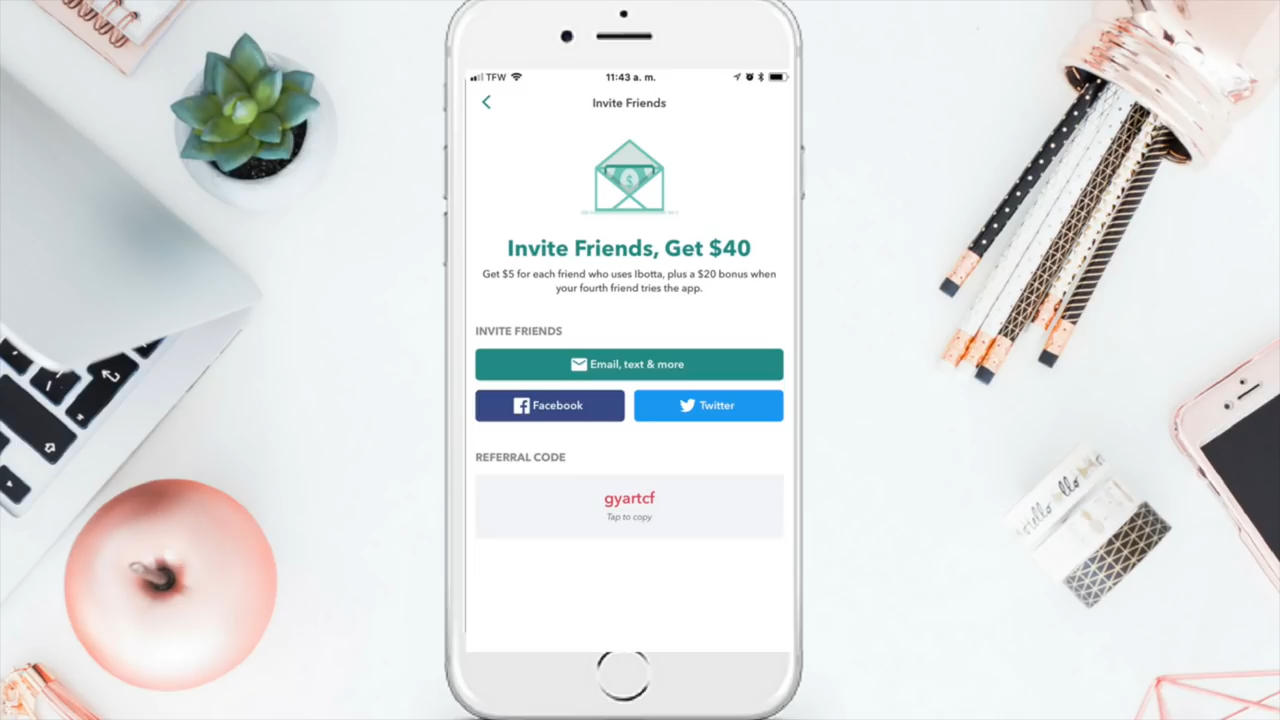 TFW
11:43 a. m.
Invite Friends
$
Invite Friends, Get $40
Get $5 for each friend who uses Ibotta, plus a $20 bonus when
your fourth friend tries the app.
INVITE FRIENDS
Email, text & more
Facebook
Twitter
REFERRAL CODE
gyartcf
Tap to copy
Hello